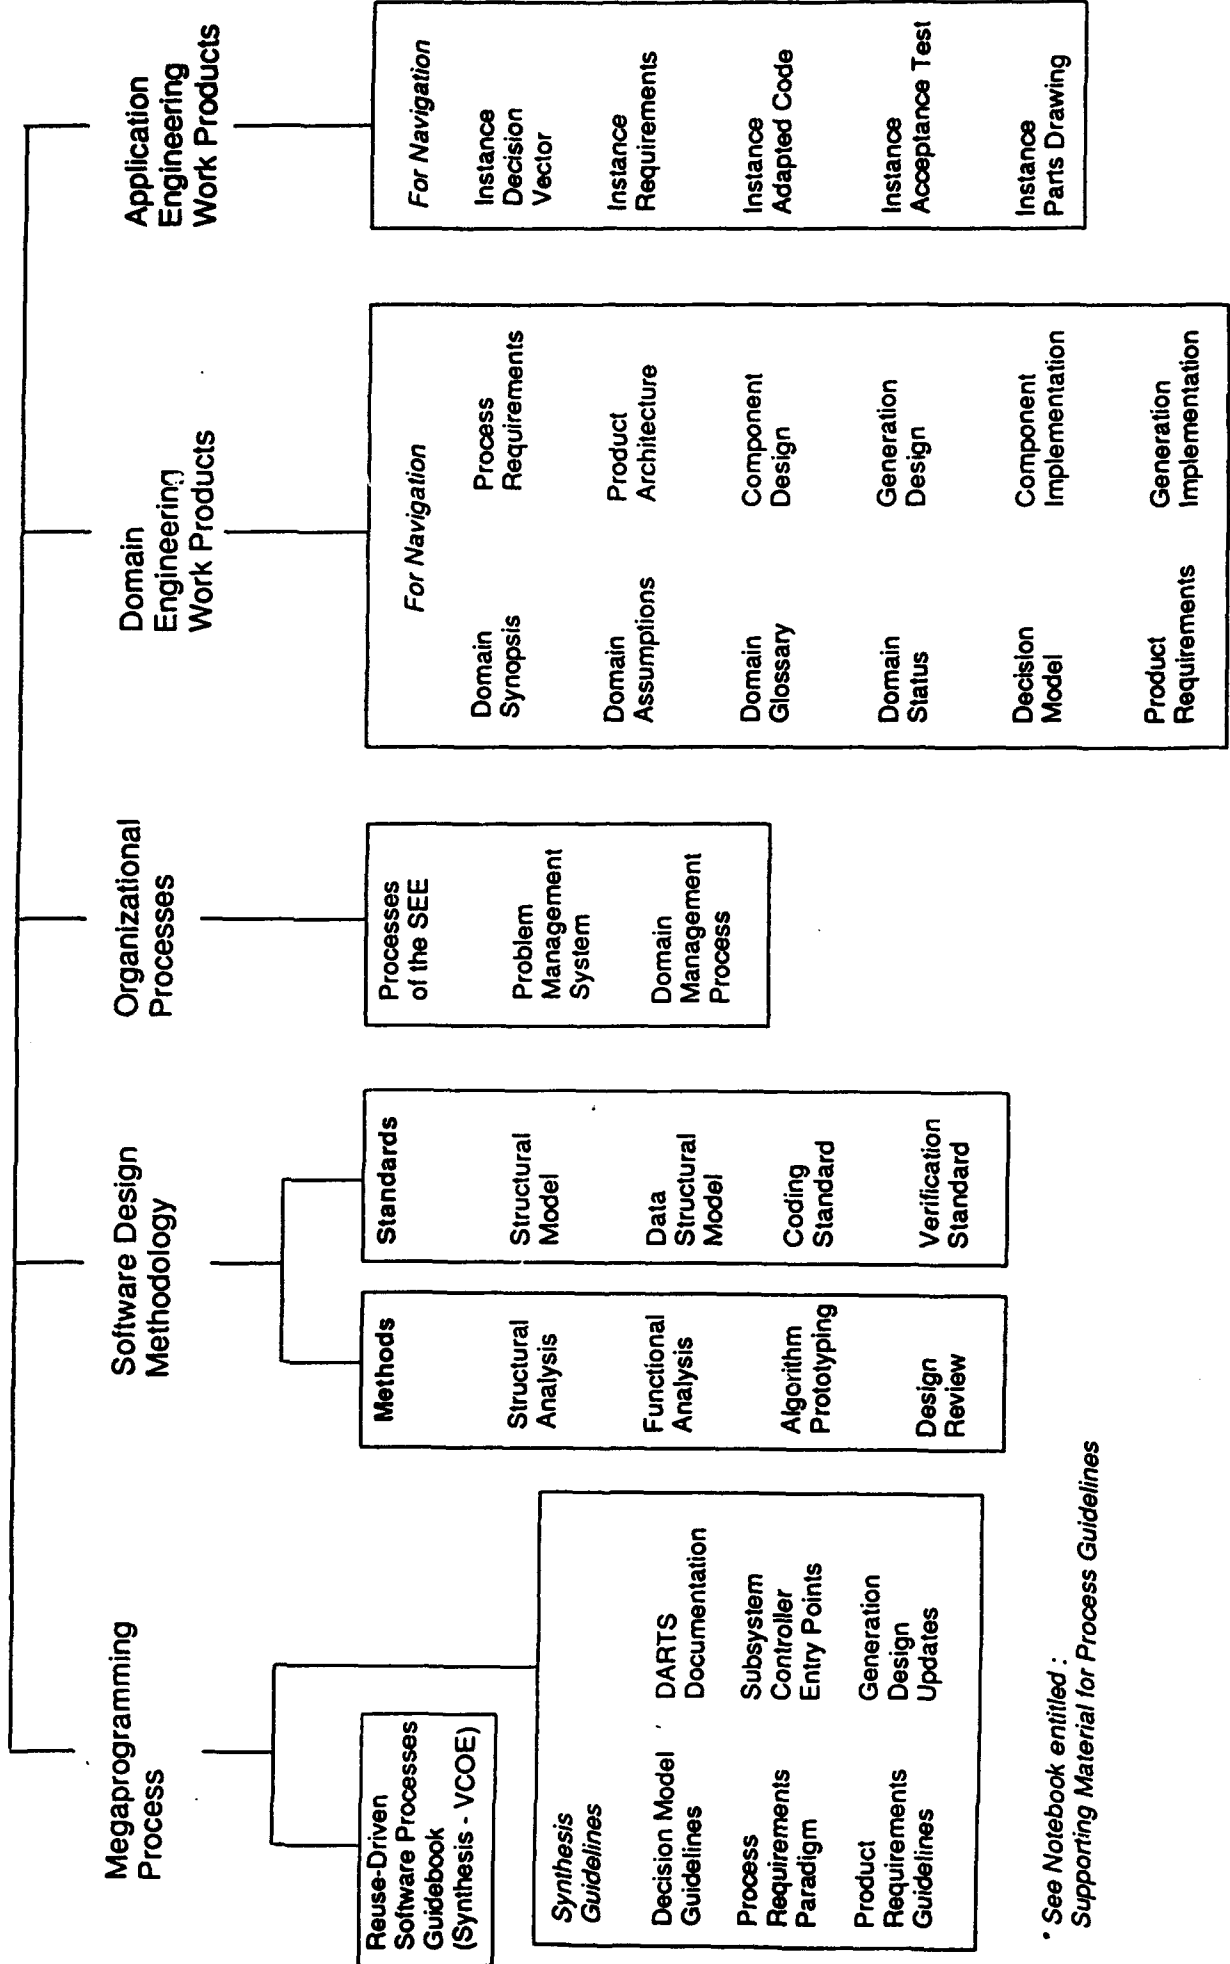 Megaprogramming
Process
Reuse-Driven
Software Processes
Guidebook
(Synthesis - VCOE)
Synthesis
Guidelines
Decision Model
Guidelines
Process
Requirements
Paradigm
Product
Requirements
Guidelines
DARTS
Documentation
Subsystem
Controller
Entry Points
Generation
Design
Updates
Software Design
Methodology
Methods
Structural
Analysis
Functional
Analysis
Algorithm
Prototyping
Design
Review
Standards
Structural
Model
Data
Structural
Model
Coding
Standard
Verification
Standard
Organizational
Processes
Processes
of the SEE
Problem
Management
System
Domain
Management
Process
Domain
Engineering
Work Products
For Navigation
Domain
Synopsis
Domain
Assumptions
Domain
Glossary
Domain
Status
Decision
Model
Product
Requirements
Process
Requirements
Product
Architecture
Component
Design
Generation
Design
Component
Implementation
Generation
Implementation
Application
Engineering
Work Products
For Navigation
Instance
Decision
Vector
Instance
Requirements
Instance
Adapted Code
Instance
Acceptance Test
Instance
Parts Drawing
* See Notebook entitled :
Supporting Material for Process Guidelines